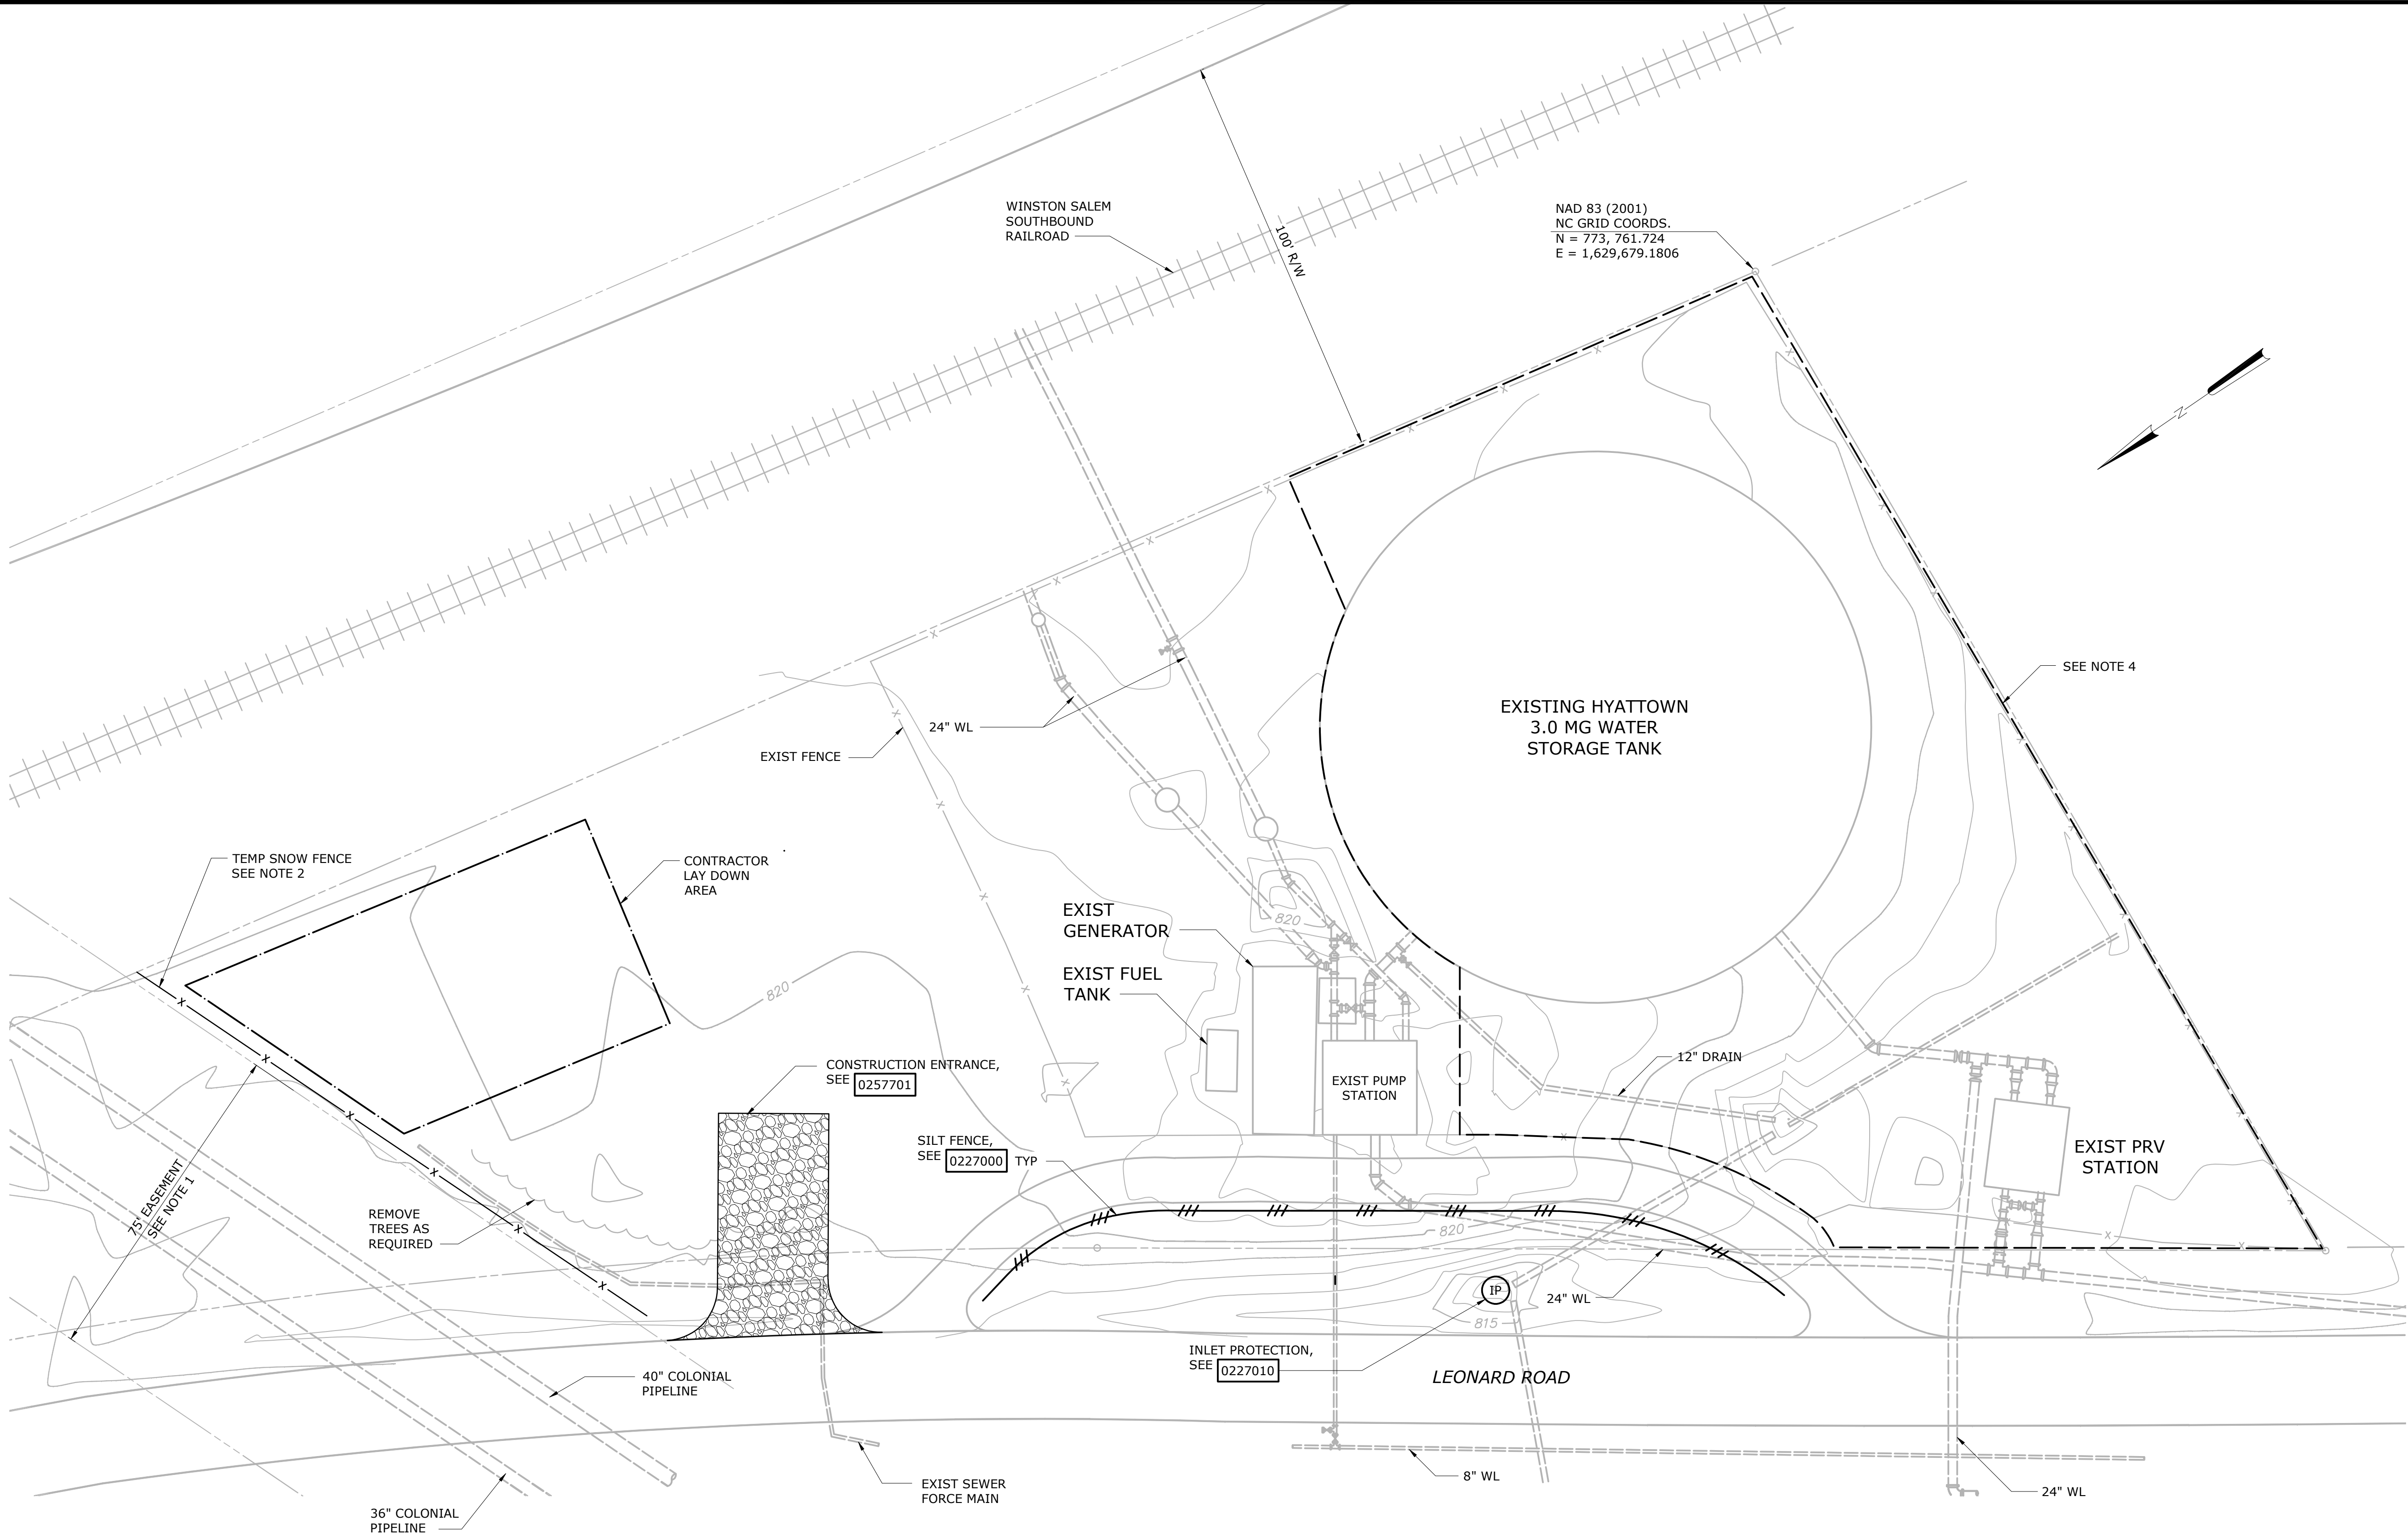 WINSTON SALEM
SOUTHBOUND
RAILROAD
100' R/W
NAD 83 (2001)
NC GRID COORDS.
N = 773, 761.724
E = 1,629,679.1806
N
SEE NOTE 4
EXISTING HYATTOWN
3.0 MG WATER
STORAGE TANK
24" WL
EXIST FENCE
TEMP SNOW FENCE
SEE NOTE 2
CONTRACTOR
LAY DOWN
AREA
EXIST
GENERATOR
820
EXIST FUEL
TANK
820
CONSTRUCTION ENTRANCE,
SEE 0257701
12" DRAIN
EXIST PUMP
STATION
SILT FENCE,
SEE 0227000 TYP
EXIST PRV
STATION
75' EASEMENT
SEE NOTE 1
REMOVE
TREES AS
REQUIRED
820
IP
24" WL
815
INLET PROTECTION,
SEE 0227010
LEONARD ROAD
40" COLONIAL
PIPELINE
EXIST SEWER
FORCE MAIN
8" WL
24" WL
36" COLONIAL
PIPELINE